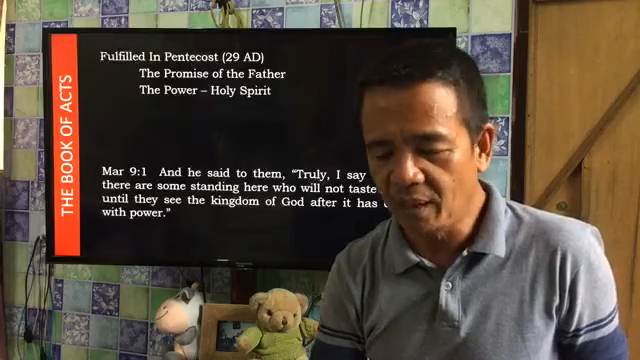 THE BOOK OF ACTS
Fulfilled In Pentecost (29 AD)
The Promise of the Father
The Power – Holy Spirit
Mar 9:1 And he said to them, “Truly, I say
there are some standing here who will not taste
until they see the kingdom of God after it has
with power.”